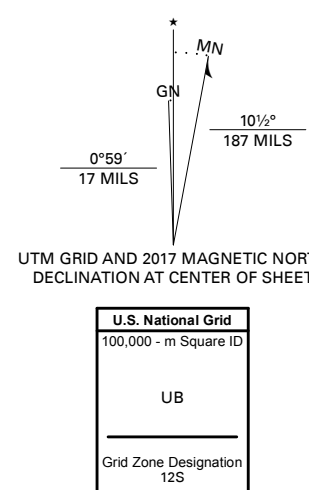 ★
MN
GN
10½°
187 MILS
0°59´
17 MILS
UTM GRID AND 2017 MAGNETIC NORT
DECLINATION AT CENTER OF SHEET
U.S. National Grid
100,000 - m Square ID
UB
Grid Zone Designation
12S